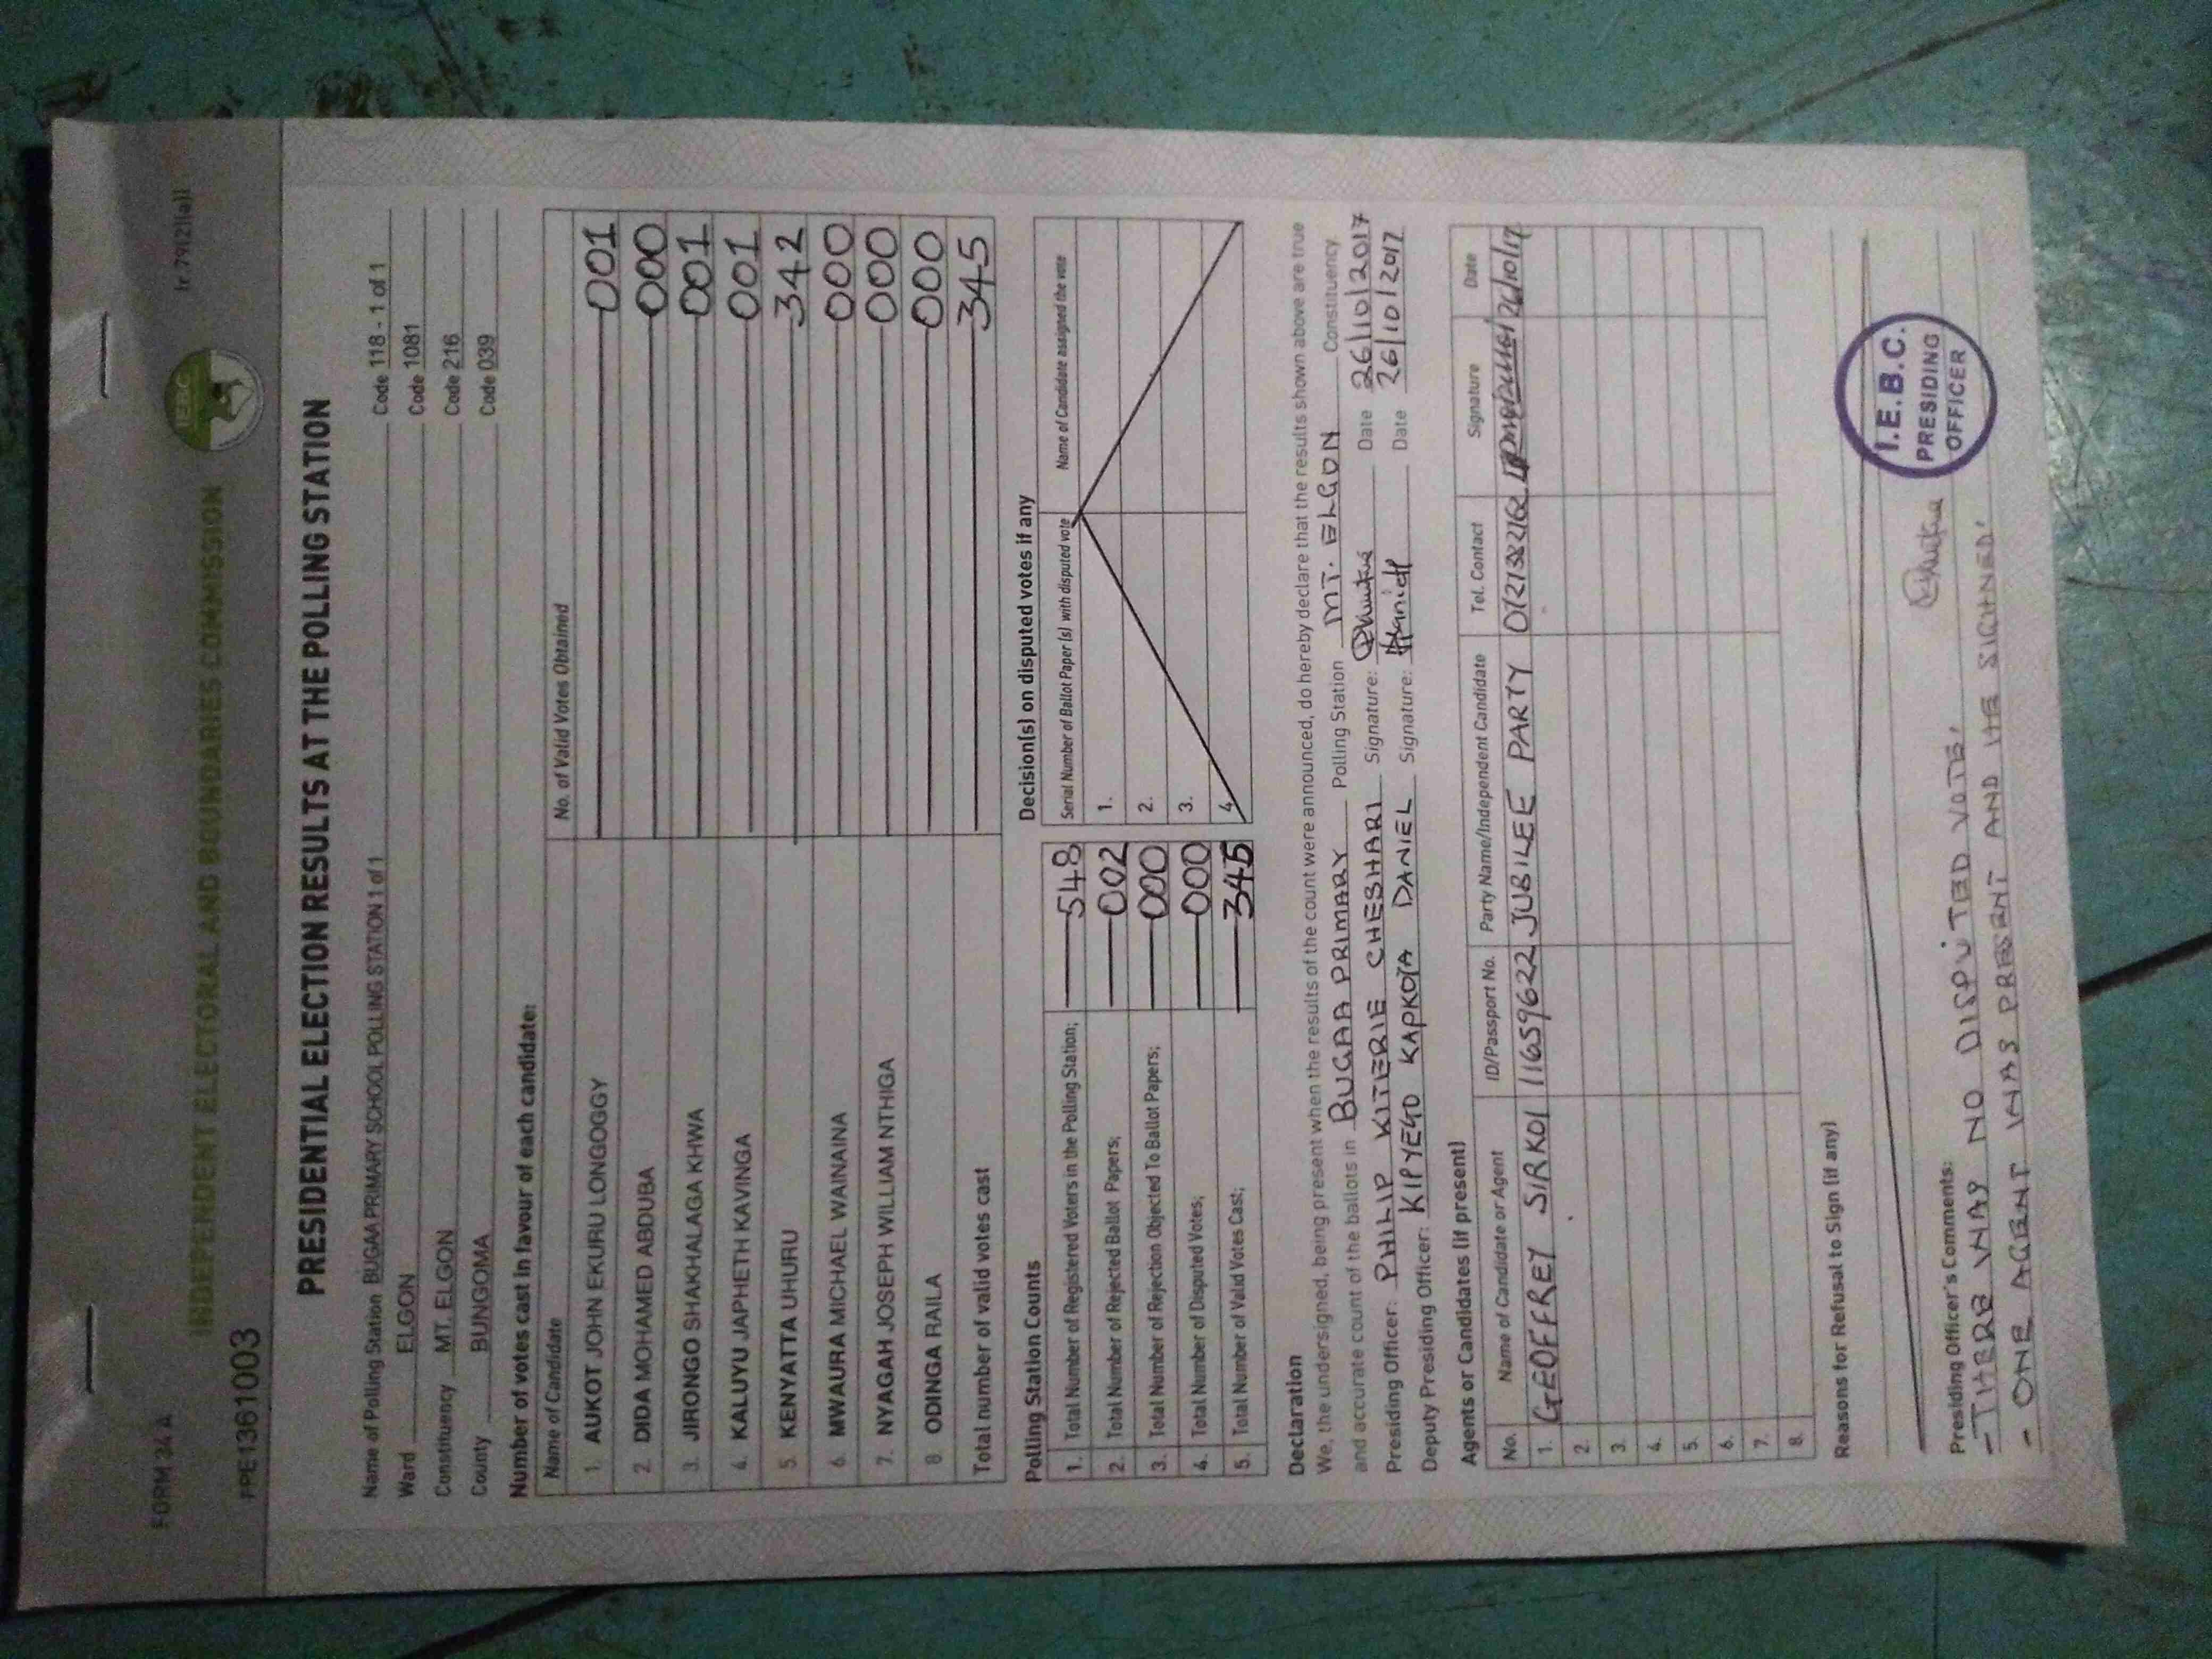 FORM 34 A
Ir 79(2)(a)
IEBC
INDEPENDENT ELECTORAL AND BOUNDARIES COMMISSION
PPE1361003
PRESIDENTIAL ELECTION RESULTS AT THE POLLING STATION
Name of Polling Station BUGAA PRIMARY SCHOOL POLLING STATION 1 of 1 Code 118 - 1 of 1
Ward ELGON Code 1081
Constituency MT. ELGON Code 216
County BUNGOMA Code 039
Number of votes cast in favour of each candidate:
Name of Candidate No. of Valid Votes Obtained
1. AUKOT JOHN EKURU LONGOGGY 001
2. DIDA MOHAMED ABDUBA 000
3. JIRONGO SHAKHALAGA KHWA 001
4. KALUYU JAPHETH KAVINGA 001
5. KENYATTA UHURU 342
6. MWAURA MICHAEL WAINAINA 000
7. NYAGAH JOSEPH WILLIAM NTHIGA 000
8 ODINGA RAILA 000
Total number of valid votes cast 345
Polling Station Counts
1. Total Number of Registered Voters in the Polling Station; 548
2. Total Number of Rejected Ballot Papers; 002
3. Total Number of Rejection Objected To Ballot Papers; 000
4. Total Number of Disputed Votes; 000
5. Total Number of Valid Votes Cast; 345
Decision(s) on disputed votes if any
Serial Number of Ballot Paper (s) with disputed vote Name of Candidate assigned the vote
1.
2.
3.
4.
Declaration
We, the undersigned, being present when the results of the count were announced, do hereby declare that the results shown above are true
and accurate count of the ballots in BUGAA PRIMARY Polling Station MT. ELGON Constituency.
Presiding Officer: PHILIP KITERIE CHESHARI Signature: Date 26/10/2017
Deputy Presiding Officer: KIPYEGO KAPKOTA DANIEL Signature: Date 26/10/2017
Agents or Candidates (if present)
No. Name of Candidate or Agent ID/Passport No. Party Name/Independent Candidate Tel. Contact Signature Date
1. GEOFFREY SIRKOI 11659622 JUBILEE PARTY 26/10/17
2.
3.
4.
5.
6.
7.
8.
Reasons for Refusal to Sign (if any)
Presiding Officer's Comments:
- THERE WAS NO DISPUTED VOTE.
- ONE AGENT WAS PRESENT AND HE SIGNED.
I.E.B.C.
PRESIDING
OFFICER